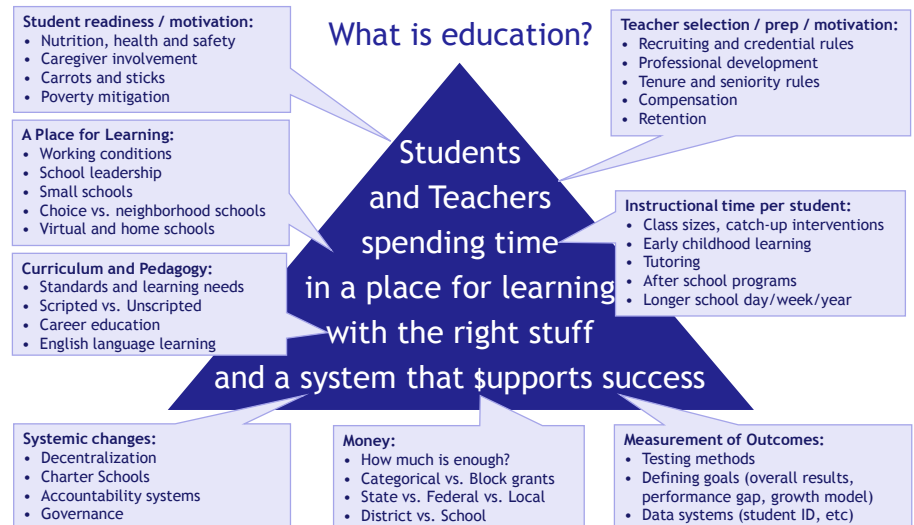 What is education?
Student readiness / motivation:
• Nutrition, health and safety
• Caregiver involvement
• Carrots and sticks
• Poverty mitigation
Teacher selection / prep / motivation:
• Recruiting and credential rules
• Professional development
• Tenure and seniority rules
• Compensation
• Retention
A Place for Learning:
• Working conditions
• School leadership
• Small schools
• Choice vs. neighborhood schools
• Virtual and home schools
Instructional time per student:
• Class sizes, catch-up interventions
• Early childhood learning
• Tutoring
• After school programs
• Longer school day/week/year
Curriculum and Pedagogy:
• Standards and learning needs
• Scripted vs. Unscripted
• Career education
• English language learning
Students
and Teachers
spending time
in a place for learning
with the right stuff
and a system that $upports success
Systemic changes:
• Decentralization
• Charter Schools
• Accountability systems
• Governance
Money:
• How much is enough?
• Categorical vs. Block grants
• State vs. Federal vs. Local
• District vs. School
Measurement of Outcomes:
• Testing methods
• Defining goals (overall results,
performance gap, growth model)
• Data systems (student ID, etc)